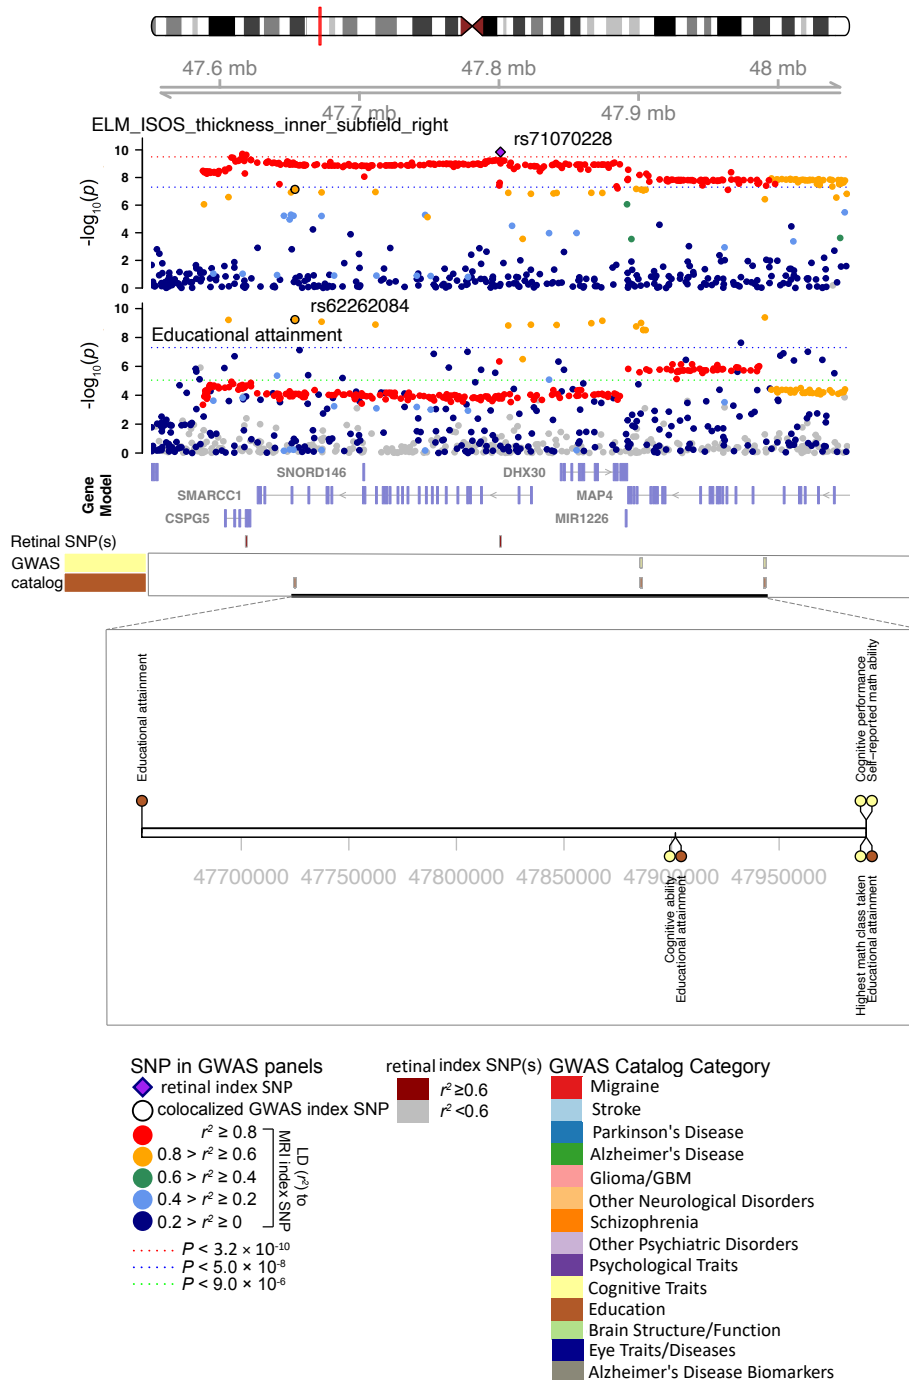 47.6 mb
47.8 mb
48 mb
47.7 mb
47.9 mb
ELM_ISOS_thickness_inner_subfield_right
rs71070228
10
8
6
4
2
0
-log10(p)
rs62262084
Educational attainment
10
8
6
4
2
0
-log10(p)
Gene Model
SNORD146
DHX30
SMARCC1
MAP4
CSPG5
MIR1226
Retinal SNP(s)
GWAS
catalog
Educational attainment
Cognitive performance
Self-reported math ability
47700000
47750000
47800000
47850000
47900000
47950000
Cognitive ability
Educational attainment
Highest math class taken
Educational attainment
SNP in GWAS panels
retinal index SNP
colocalized GWAS index SNP
r² ≥ 0.8
0.8 > r² ≥ 0.6
0.6 > r² ≥ 0.4
0.4 > r² ≥ 0.2
0.2 > r² ≥ 0
LD (r²) to
MRI index SNP
P < 3.2 × 10⁻¹⁰
P < 5.0 × 10⁻⁸
P < 9.0 × 10⁻⁶
retinal index SNP(s)
r² ≥0.6
r² <0.6
GWAS Catalog Category
Migraine
Stroke
Parkinson's Disease
Alzheimer's Disease
Glioma/GBM
Other Neurological Disorders
Schizophrenia
Other Psychiatric Disorders
Psychological Traits
Cognitive Traits
Education
Brain Structure/Function
Eye Traits/Diseases
Alzheimer's Disease Biomarkers